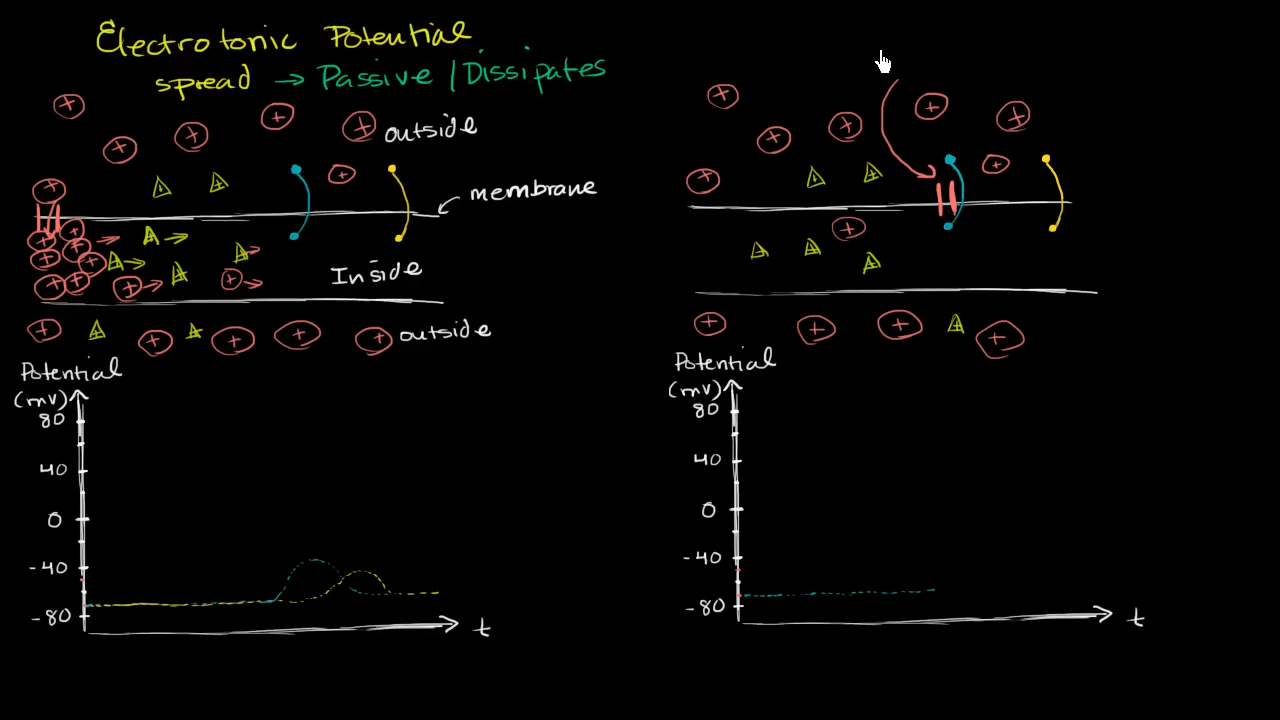 Electrotonic Potential
spread → Passive / Dissipates
outside
membrane
Inside
outside
Potential
(mV)
80
40
0
-40
-80
t
Potential
(mV)
80
40
0
-40
-80
t